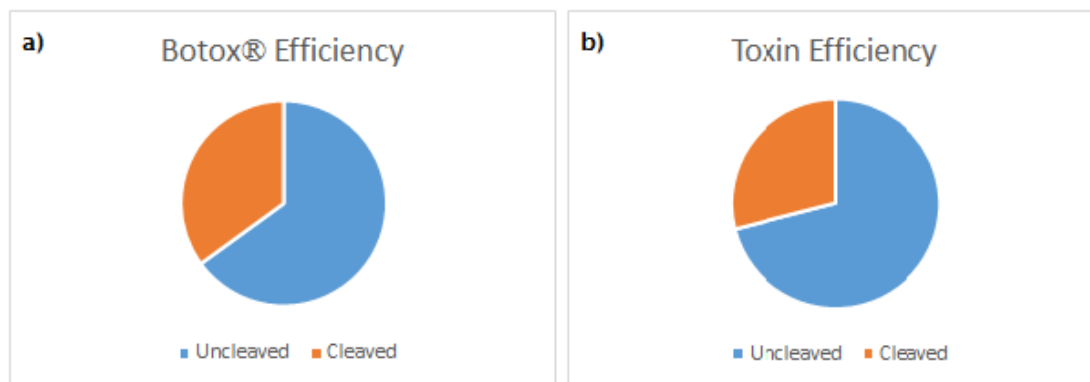 a)
Botox® Efficiency
Uncleaved Cleaved
b)
Toxin Efficiency
Uncleaved Cleaved